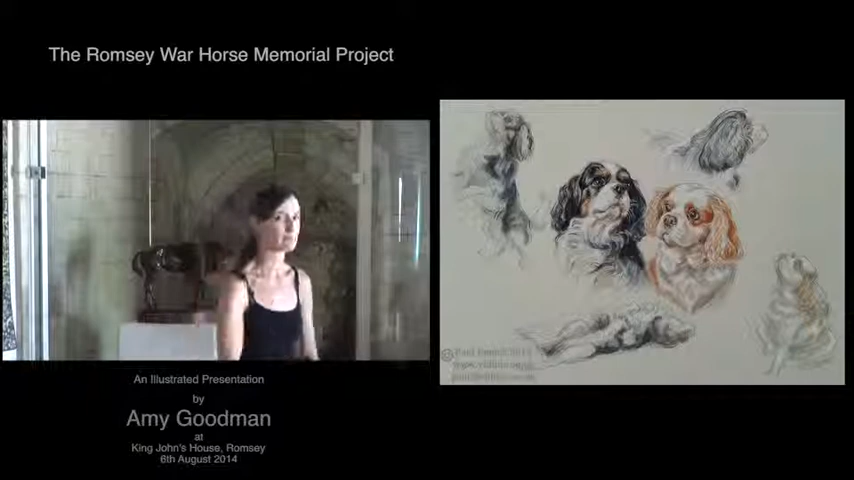 The Romsey War Horse Memorial Project
An Illustrated Presentation
by
Amy Goodman
at
King John's House, Romsey
6th August 2014